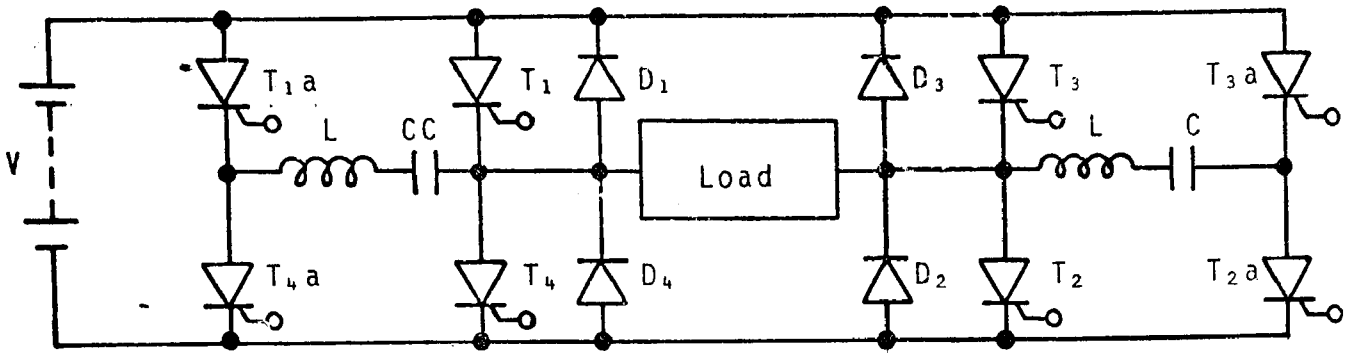 T₁a
T₁
D₁
D₃
T₃
T₃a
L
CC
L
C
V
Load
T₄a
T₄
D₄
D₂
T₂
T₂a